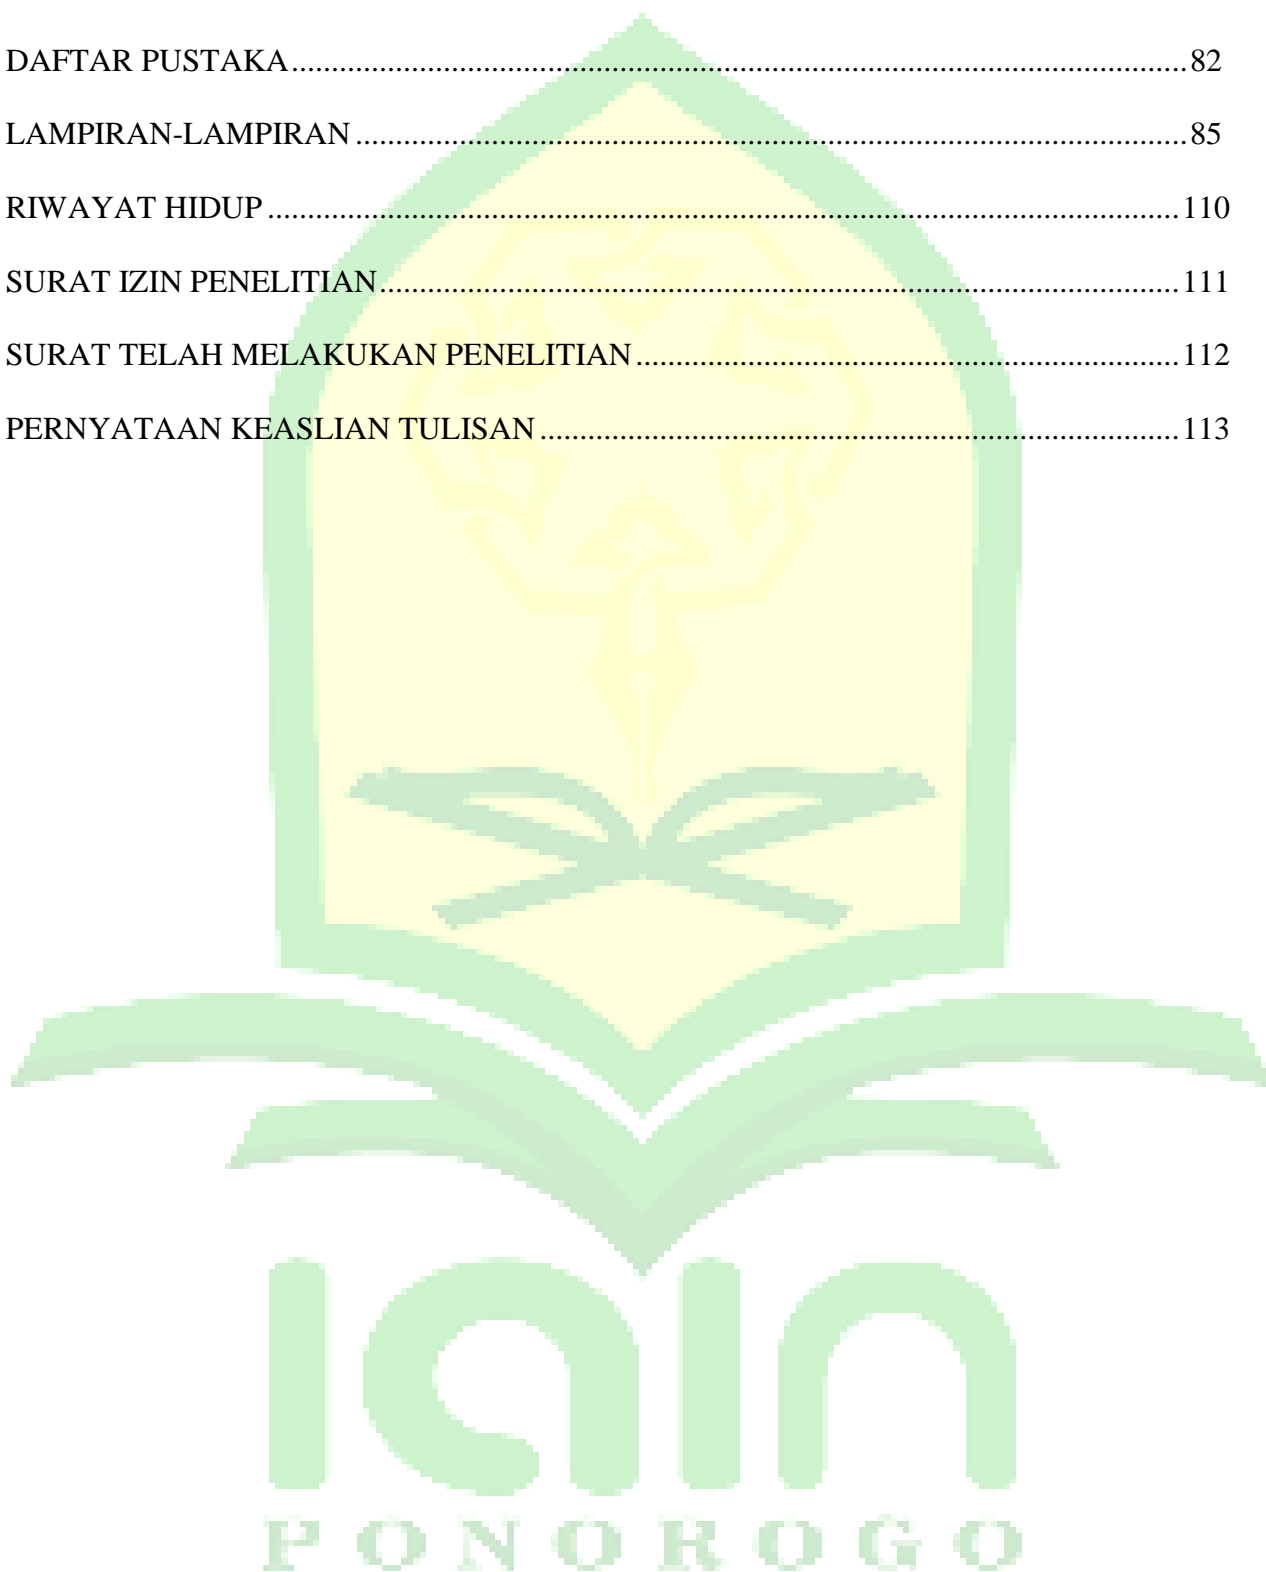 DAFTAR PUSTAKA........................................................................................................82
LAMPIRAN-LAMPIRAN................................................................................................85
RIWAYAT HIDUP.........................................................................................................110
SURAT IZIN PENELITIAN............................................................................................111
SURAT TELAH MELAKUKAN PENELITIAN...............................................................112
PERNYATAAN KEASLIAN TULISAN..........................................................................113
iain
PONOROGO